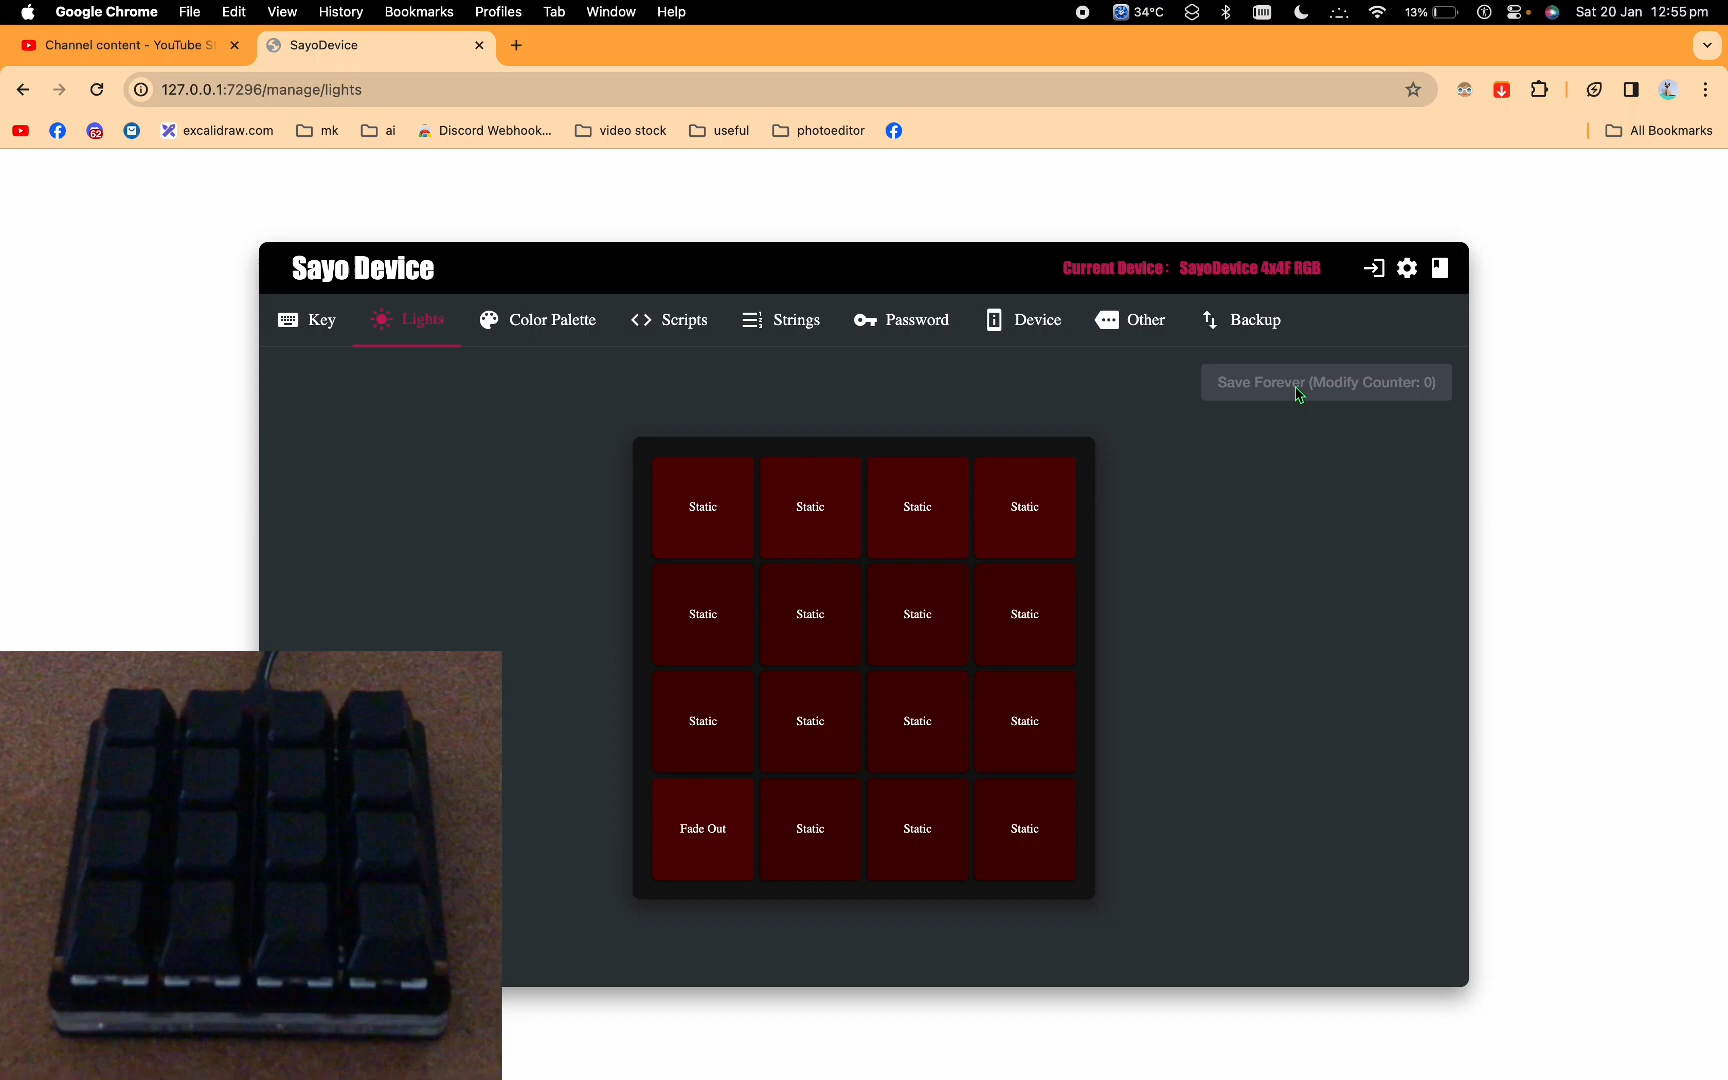 Google Chrome File Edit View History Bookmarks Profiles Tab Window Help 34°C 13% Sat 20 Jan 12:55 pm
Channel content - YouTube St SayoDevice
127.0.0.1:7296/manage/lights
62 excalidraw.com mk ai Discord Webhook... video stock useful photoeditor All Bookmarks
Sayo Device Current Device: SayoDevice 4x4F RGB
Key Lights Color Palette Scripts Strings Password Device Other Backup
Save Forever (Modify Counter: 0)
Static Static Static Static
Static Static Static Static
Static Static Static Static
Fade Out Static Static Static